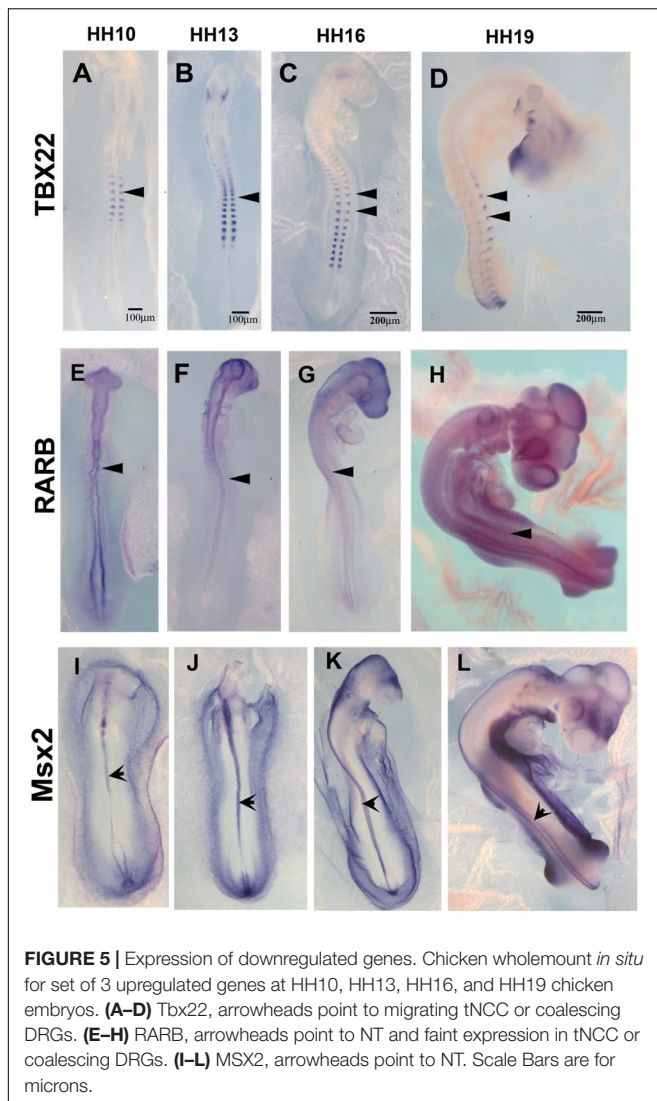 HH10 HH13 HH16 HH19
TBX22 A B C D
100μm 100μm 200μm 200μm
RARB E F G H
Msx2 I J K L
FIGURE 5 | Expression of downregulated genes. Chicken wholemount in situ
for set of 3 upregulated genes at HH10, HH13, HH16, and HH19 chicken
embryos. (A–D) Tbx22, arrowheads point to migrating tNCC or coalescing
DRGs. (E–H) RARB, arrowheads point to NT and faint expression in tNCC or
coalescing DRGs. (I–L) MSX2, arrowheads point to NT. Scale Bars are for
microns.